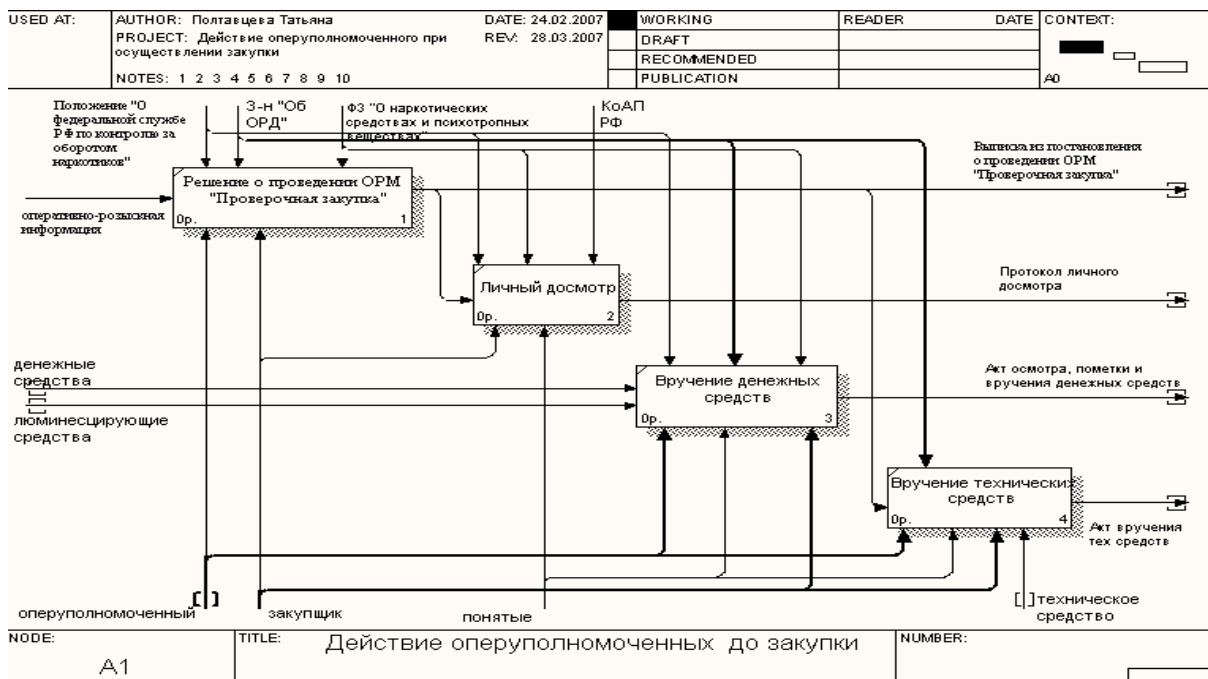 USED AT:
AUTHOR: Полтавцева Татьяна
DATE: 24.02.2007
PROJECT: Действие оперуполномоченного при
осуществлении закупки
REV: 28.03.2007
NOTES: 1 2 3 4 5 6 7 8 9 10
WORKING
DRAFT
RECOMMENDED
PUBLICATION
READER
DATE
CONTEXT:
A0
Положение "О
федеральной службе
РФ по контролю за
оборотом
наркотиков"
З-н "Об
ОРД"
ФЗ "О наркотических
средствах и психотропных
веществах"
КоАП
РФ
Выписка из постановления
о проведении ОРМ
"Проверочная закупка"
Решение о проведении ОРМ
"Проверочная закупка"
0р.
1
оперативно-розыскная
информация
Личный досмотр
0р.
2
Протокол личного
досмотра
денежные
средства
люминесцирующие
средства
Вручение денежных
средств
0р.
3
Акт осмотра, пометки и
вручения денежных средств
Вручение технических
средств
0р.
4
Акт вручения
тех средств
оперуполномоченный
закупщик
понятые
техническое
средство
NODE:
A1
TITLE:
Действие оперуполномоченных до закупки
NUMBER: